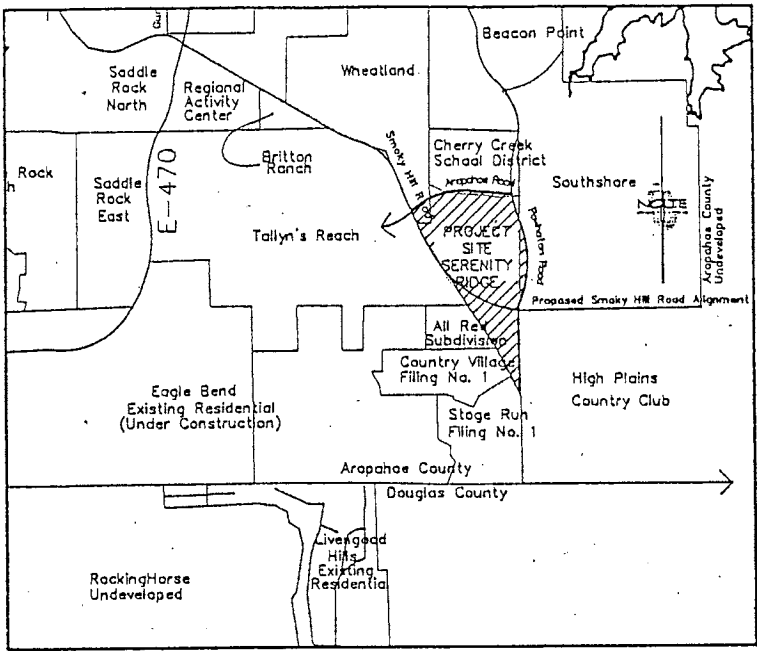 Gun
Beacon Point
Saddle
Rock
North
Regional
Activity
Center
Wheatland
Britton
Ranch
Smoky Hill Road
Cherry Creek
School District
Arapahoe Road
Rock
h
Saddle
Rock
East
E-470
Tallyn's Reach
PROJECT
SITE
SERENITY
RIDGE
Powhaton Road
Southshore
Arapahoe County
Undeveloped
Proposed Smoky Hill Road Alignment
All Rev
Subdivision
Country Village
Filing No. 1
Eagle Bend
Existing Residential
(Under Construction)
High Plains
Country Club
Stage Run
Filing No. 1
Arapahoe County
Douglas County
Livengood
Hills
Existing
Residential
RockingHorse
Undeveloped